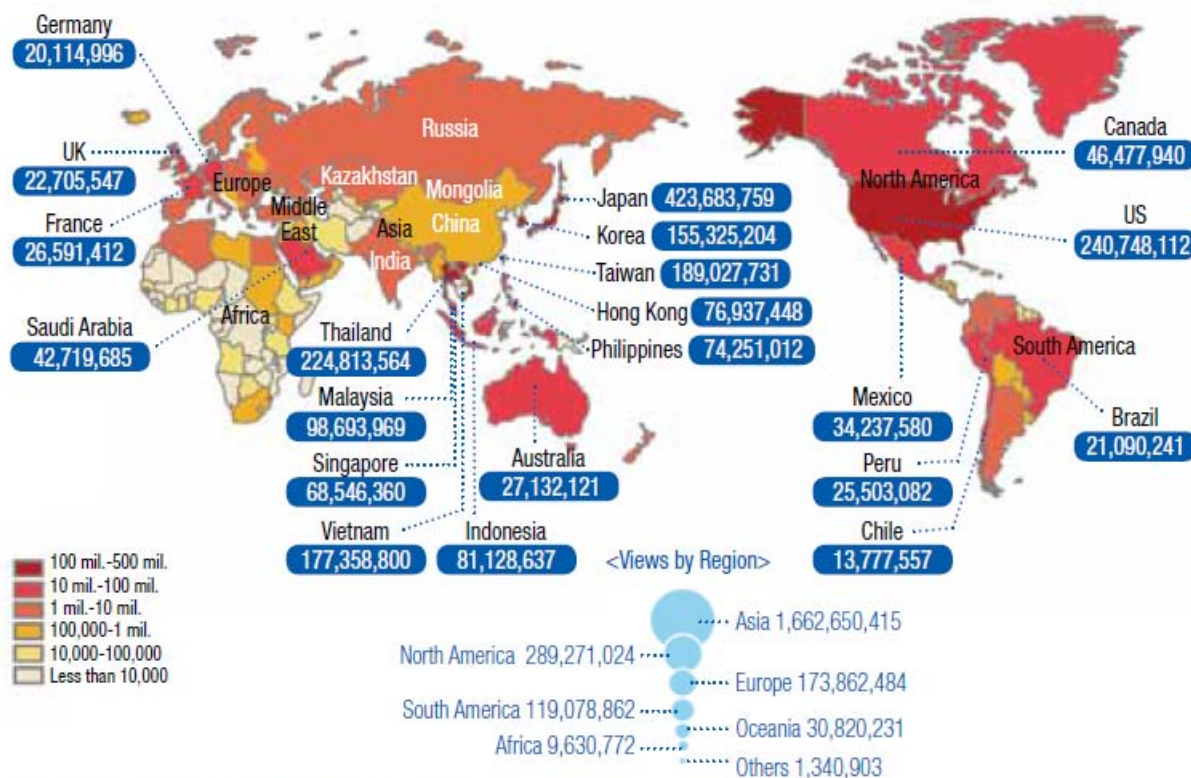 Germany
20,114,996
UK
22,705,547
France
26,591,412
Saudi Arabia
42,719,685
Europe
Middle
East
Africa
Russia
Kazakhstan
Mongolia
China
Asia
India
Japan 423,683,759
Korea 155,325,204
Taiwan 189,027,731
Hong Kong 76,937,448
Philippines 74,251,012
Thailand
224,813,564
Malaysia
98,693,969
Singapore
68,546,360
Vietnam
177,358,800
Indonesia
81,128,637
Australia
27,132,121
North America
Canada
46,477,940
US
240,748,112
South America
Mexico
34,237,580
Peru
25,503,082
Chile
13,777,557
Brazil
21,090,241
100 mil.-500 mil.
10 mil.-100 mil.
1 mil.-10 mil.
100,000-1 mil.
10,000-100,000
Less than 10,000
<Views by Region>
Asia 1,662,650,415
North America 289,271,024
Europe 173,862,484
South America 119,078,862
Oceania 30,820,231
Africa 9,630,772
Others 1,340,903